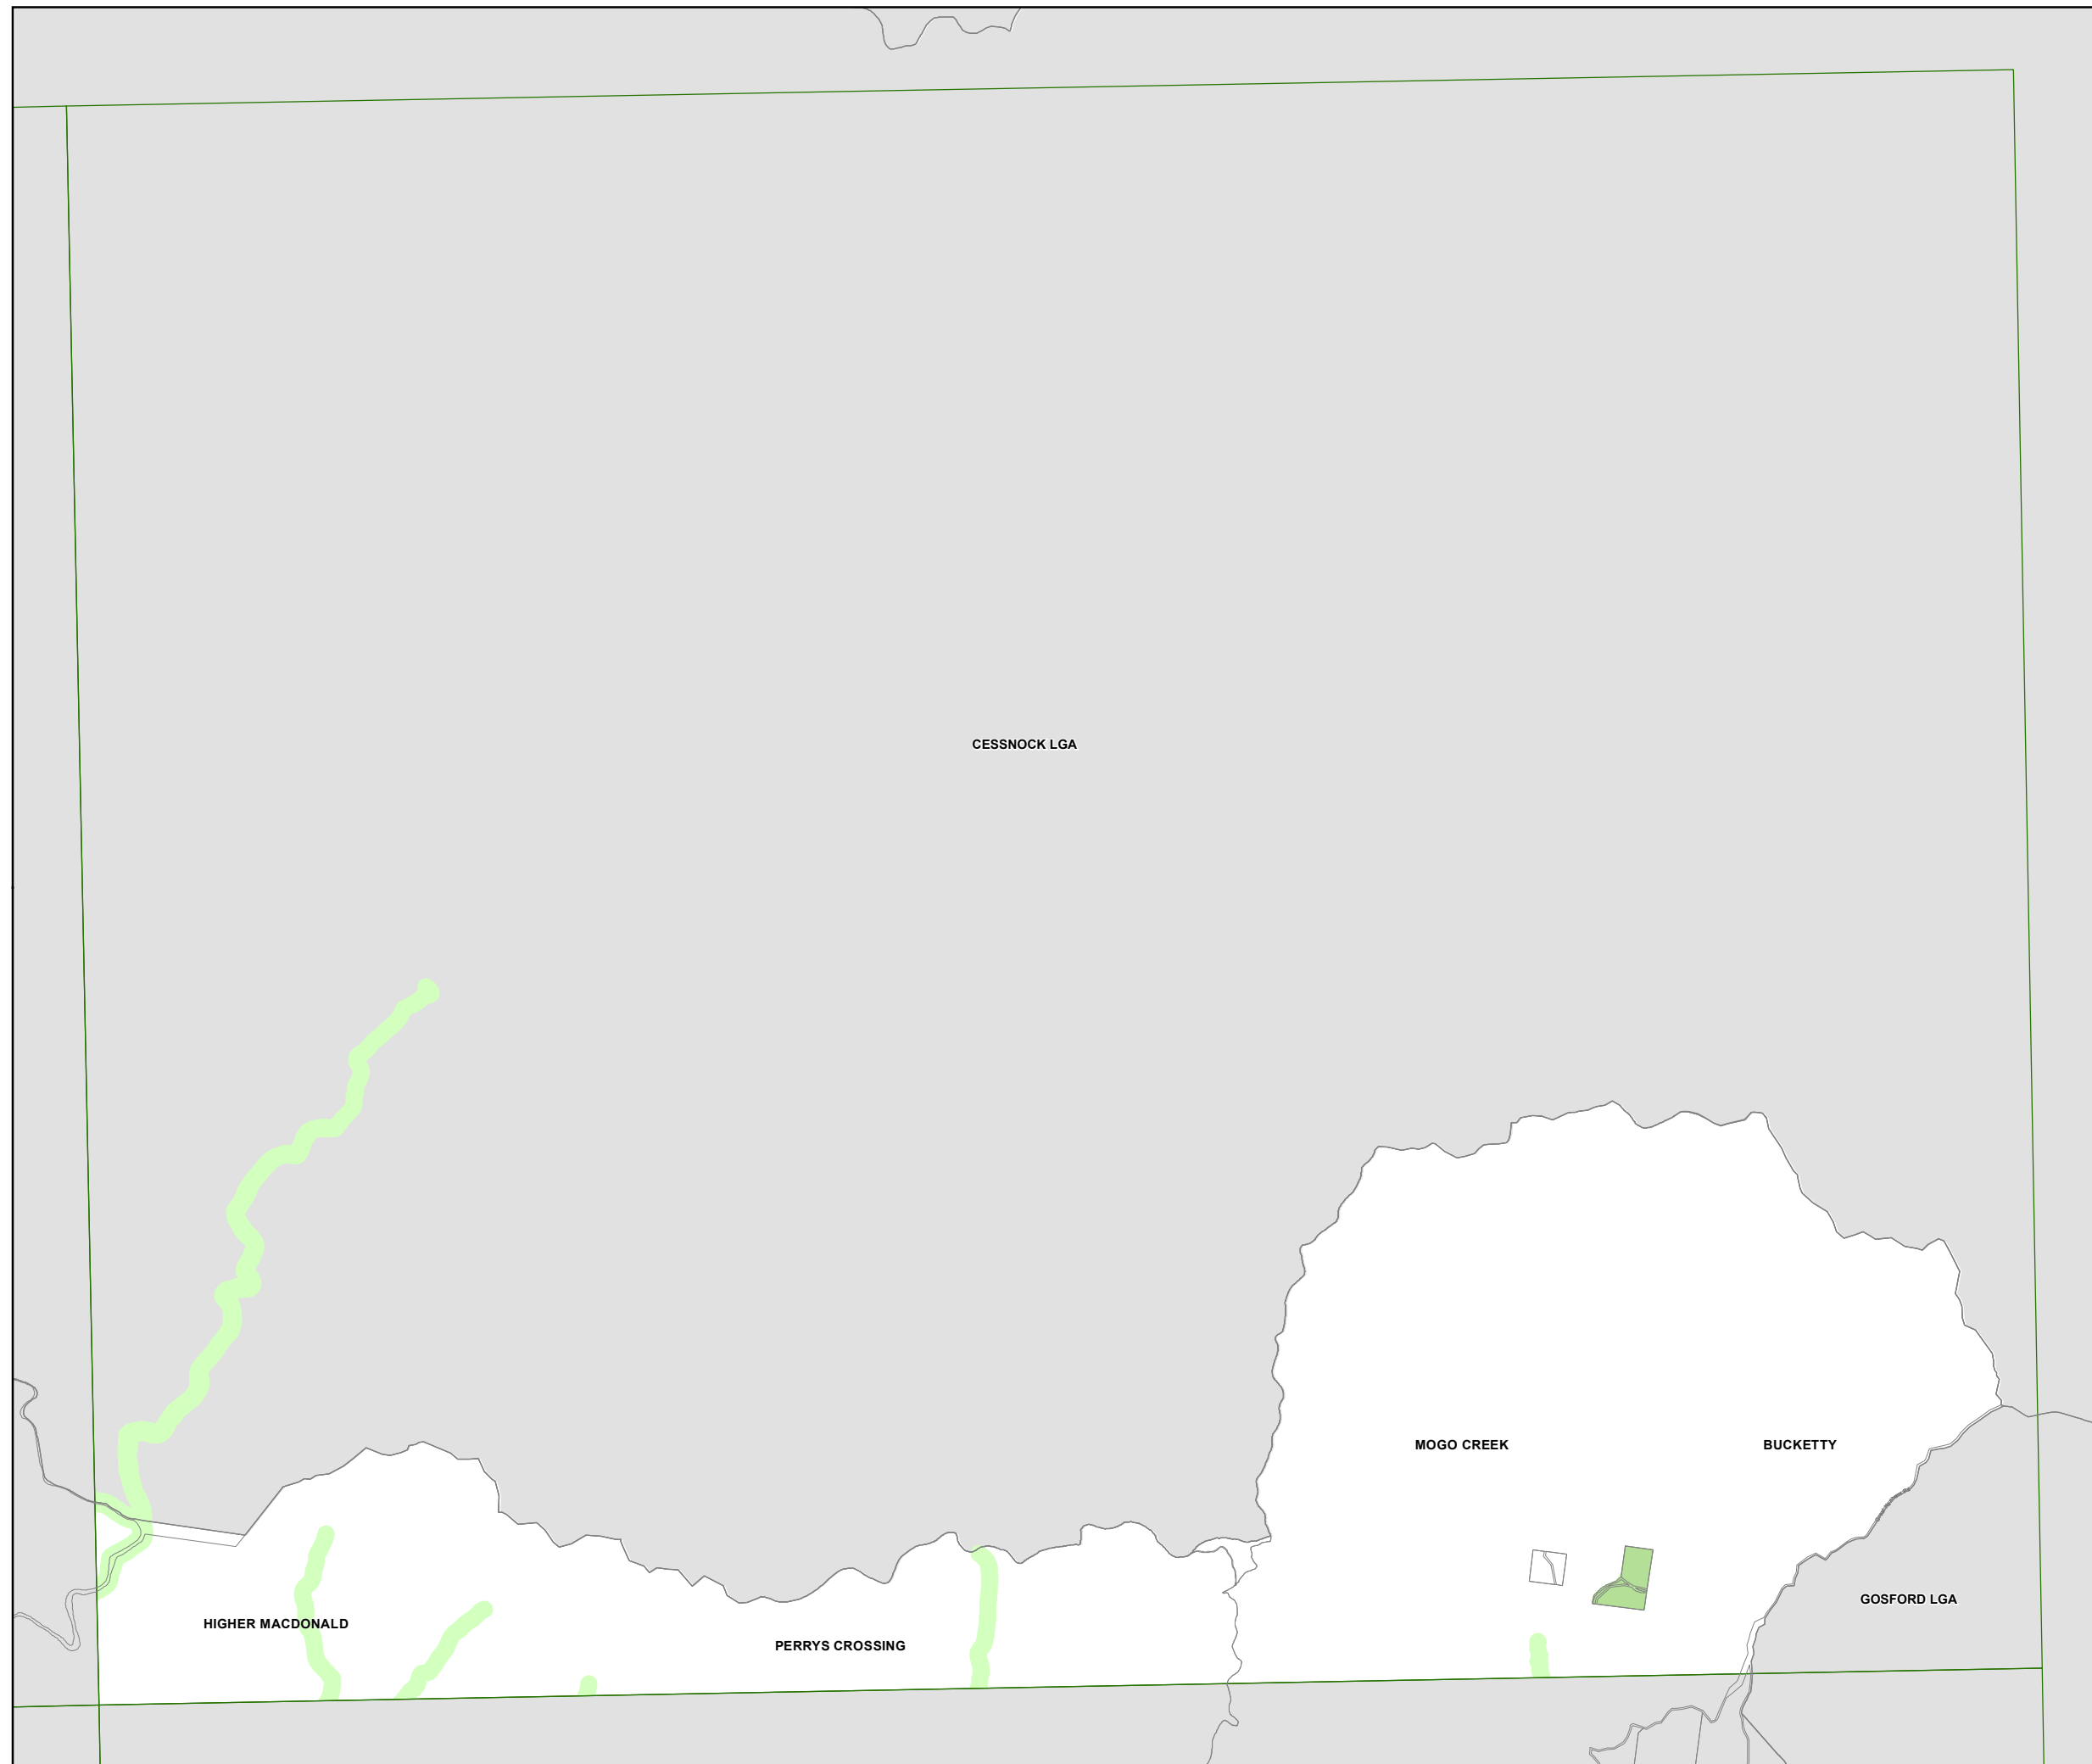 CESSNOCK LGA
MOGO CREEK
BUCKETTY
GOSFORD LGA
HIGHER MACDONALD
PERRYS CROSSING